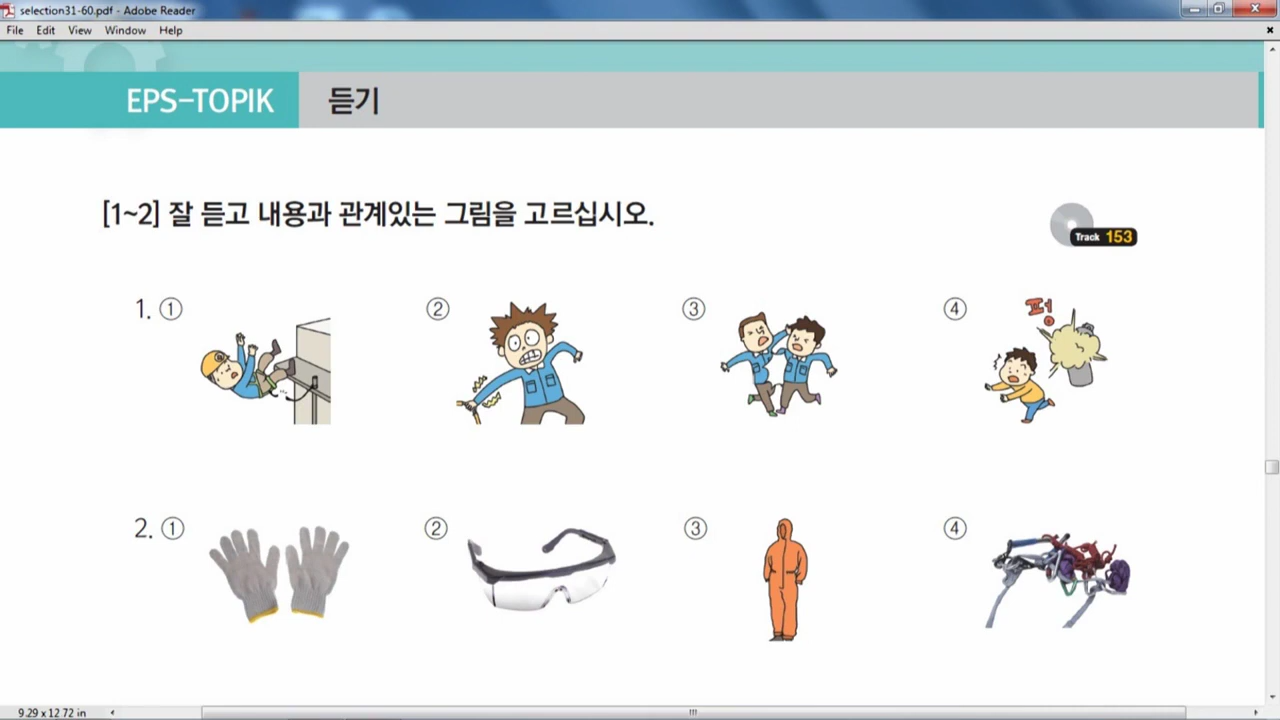 selection31-60.pdf - Adobe Reader
File Edit View Window Help
EPS-TOPIK 듣기
[1~2] 잘 듣고 내용과 관계있는 그림을 고르십시오.
Track 153
1. ① ② ③ ④
펑
2. ① ② ③ ④
9.29 x 12.72 in